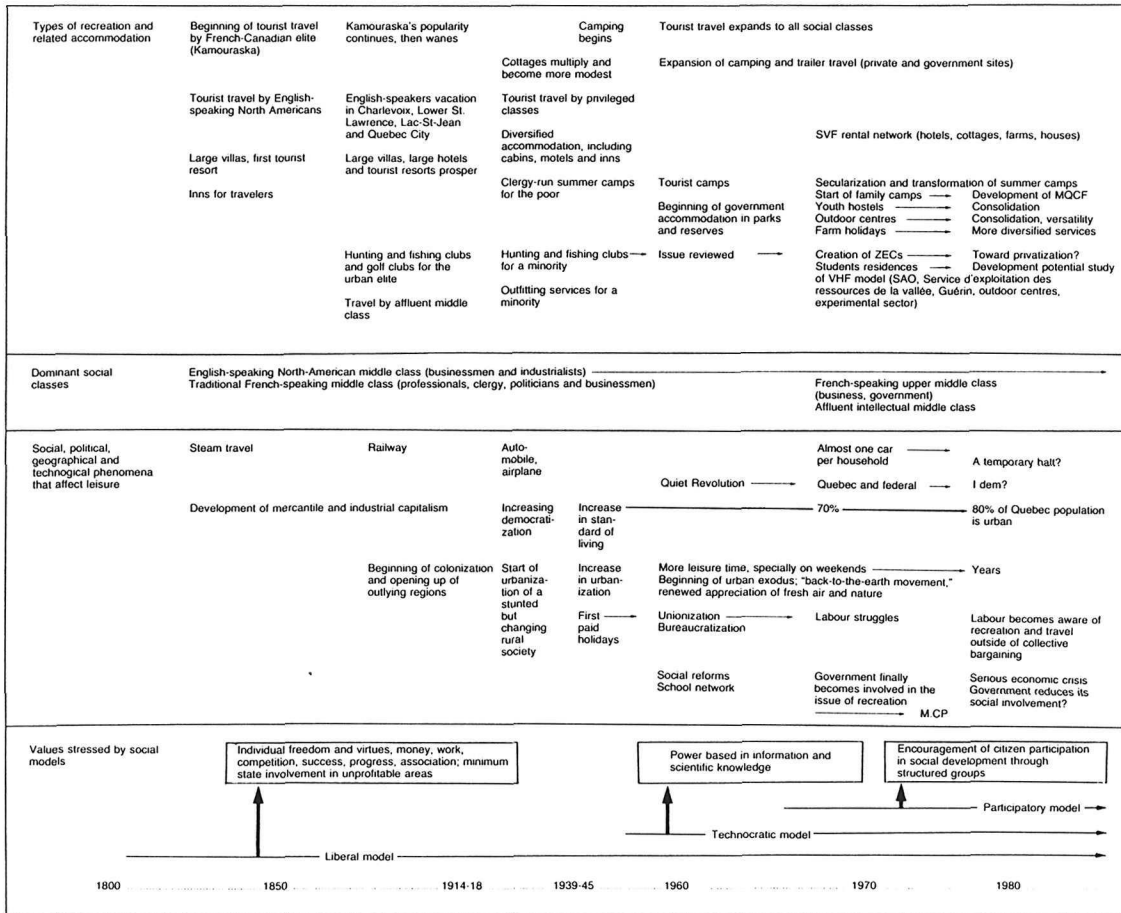 Types of recreation and
related accommodation
Beginning of tourist travel
by French-Canadian elite
(Kamouraska)
Kamouraska's popularity
continues, then wanes
Camping
begins
Tourist travel expands to all social classes
Cottages multiply and
become more modest
Expansion of camping and trailer travel (private and government sites)
Tourist travel by English-
speaking North Americans
English-speakers vacation
in Charlevoix, Lower St.
Lawrence, Lac-St-Jean
and Quebec City
Tourist travel by privileged
classes
Diversified
accommodation, including
cabins, motels and inns
SVF rental network (hotels, cottages, farms, houses)
Large villas, first tourist
resort
Large villas, large hotels
and tourist resorts prosper
Inns for travelers
Clergy-run summer camps
for the poor
Tourist camps
Secularization and transformation of summer camps
Start of family camps → Development of MQCF
Beginning of government
accommodation in parks
and reserves
Youth hostels → Consolidation
Outdoor centres → Consolidation, versatility
Farm holidays → More diversified services
Hunting and fishing clubs
and golf clubs for the
urban elite
Hunting and fishing clubs →
for a minority
Issue reviewed →
Creation of ZECs → Toward privatization?
Students residences → Development potential study
of VHF model (SAO, Service d'exploitation des
ressources de la vallée, Guérin, outdoor centres,
experimental sector)
Travel by affluent middle
class
Outfitting services for a
minority
Dominant social
classes
English-speaking North-American middle class (businessmen and industrialists) →
Traditional French-speaking middle class (professionals, clergy, politicians and businessmen)
French-speaking upper middle class
(business, government)
Affluent intellectual middle class
Social, political,
geographical and
technogical phenomena
that affect leisure
Steam travel
Railway
Auto-
mobile,
airplane
Almost one car →
per household
A temporary halt?
Quiet Revolution → Quebec and federal → I dem?
Development of mercantile and industrial capitalism
Increasing
democrati-
zation
Increase →
in stan-
dard of
living
70% →
80% of Quebec population
is urban
Beginning of colonization
and opening up of
outlying regions
Start of
urbaniza-
tion of a
stunted
but
changing
rural
society
Increase
in urban-
ization
More leisure time, specially on weekends → Years
Beginning of urban exodus; "back-to-the-earth movement,"
renewed appreciation of fresh air and nature
First →
paid
holidays
Unionization →
Bureaucratization
Labour struggles
Labour becomes aware of
recreation and travel
outside of collective
bargaining
Social reforms
School network
Government finally
becomes involved in the
issue of recreation
→ M.CP
Serious economic crisis
Government reduces its
social involvement?
Values stressed by social
models
Individual freedom and virtues, money, work,
competition, success, progress, association; minimum
state involvement in unprofitable areas
Power based in information and
scientific knowledge
Encouragement of citizen participation
in social development through
structured groups
Participatory model
Technocratic model
Liberal model
1800 1850 1914-18 1939-45 1960 1970 1980